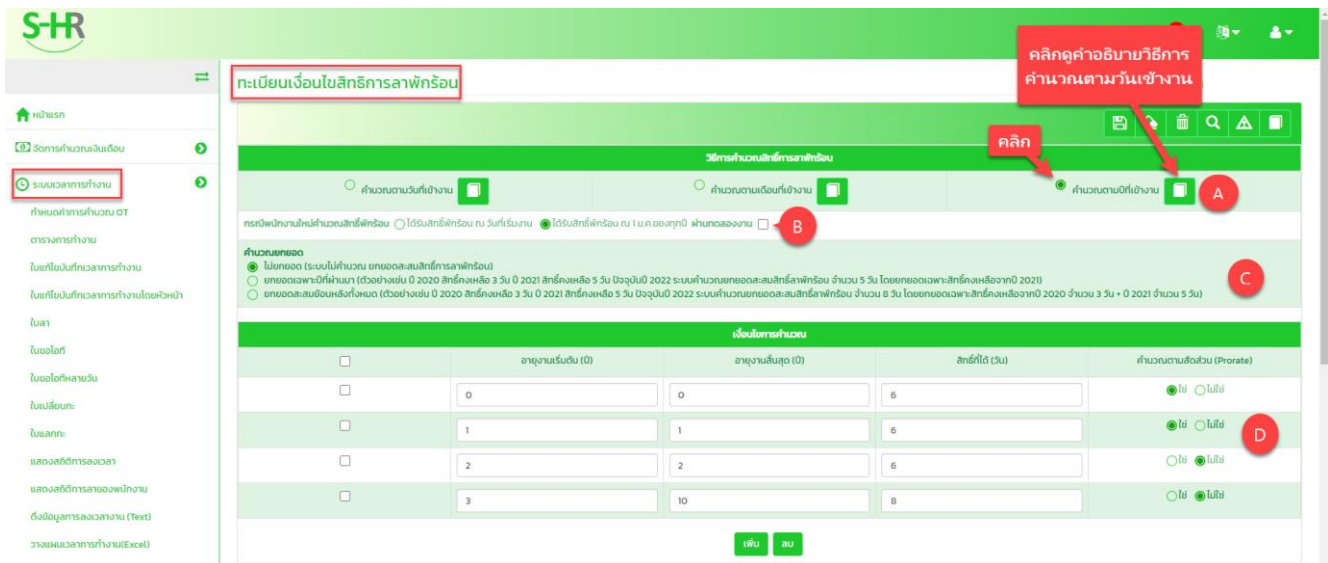 S-HR
คลิกดูคำอธิบายวิธีการ
คำนวณตามวันเข้างาน
ทะเบียนเงื่อนไขสิทธิการลาพักร้อน
หน้าแรก
จัดการคำนวณเงินเดือน
คลิก
วิธีการคำนวณสิทธิ์การลาพักร้อน
ระบบเวลาการทำงาน
คำนวณตามวันที่เข้างาน
คำนวณตามเดือนที่เข้างาน
คำนวณตามปีที่เข้างาน
A
กำหนดค่าการคำนวณ OT
กรณีพนักงานใหม่คำนวณสิทธิ์พักร้อน ได้รับสิทธิ์พักร้อน ณ วันที่เริ่มงาน ได้รับสิทธิ์พักร้อน ณ 1 ม.ค.ของทุกปี ผ่านทดลองงาน
B
ตารางการทำงาน
คำนวณยกยอด
ไม่ยกยอด (ระบบไม่คำนวณ ยกยอดสะสมสิทธิ์การลาพักร้อน)
ยกยอดเฉพาะปีที่ผ่านมา (ตัวอย่างเช่น ปี 2020 สิทธิ์คงเหลือ 3 วัน ปี 2021 สิทธิ์คงเหลือ 5 วัน ปัจจุบันปี 2022 ระบบคำนวณยกยอดสะสมสิทธิ์ลาพักร้อน จำนวน 5 วัน โดยยกยอดเฉพาะสิทธิ์คงเหลือจากปี 2021)
ยกยอดสะสมย้อนหลังทั้งหมด (ตัวอย่างเช่น ปี 2020 สิทธิ์คงเหลือ 3 วัน ปี 2021 สิทธิ์คงเหลือ 5 วัน ปัจจุบันปี 2022 ระบบคำนวณยกยอดสะสมสิทธิ์ลาพักร้อน จำนวน 8 วัน โดยยกยอดเฉพาะสิทธิ์คงเหลือจากปี 2020 จำนวน 3 วัน + ปี 2021 จำนวน 5 วัน)
C
ใบแก้ไขบันทึกเวลาการทำงาน
ใบแก้ไขบันทึกเวลาการทำงานโดยหัวหน้า
ใบลา
ใบขอโอที
ใบขอโอทีหลายวัน
ใบเปลี่ยนกะ
ใบแลกกะ
แสดงสถิติการลงเวลา
แสดงสถิติการลาของพนักงาน
ดึงข้อมูลการลงเวลางาน (Text)
วางแผนเวลาการทำงาน(Excel)
เงื่อนไขการคำนวณ
อายุงานเริ่มต้น (ปี) อายุงานสิ้นสุด (ปี) สิทธิ์ที่ได้ (วัน) คำนวณตามสัดส่วน (Prorate)
0 0 6 ใช่ ไม่ใช่
1 1 6 ใช่ ไม่ใช่
D
2 2 6 ใช่ ไม่ใช่
3 10 8 ใช่ ไม่ใช่
เพิ่ม ลบ